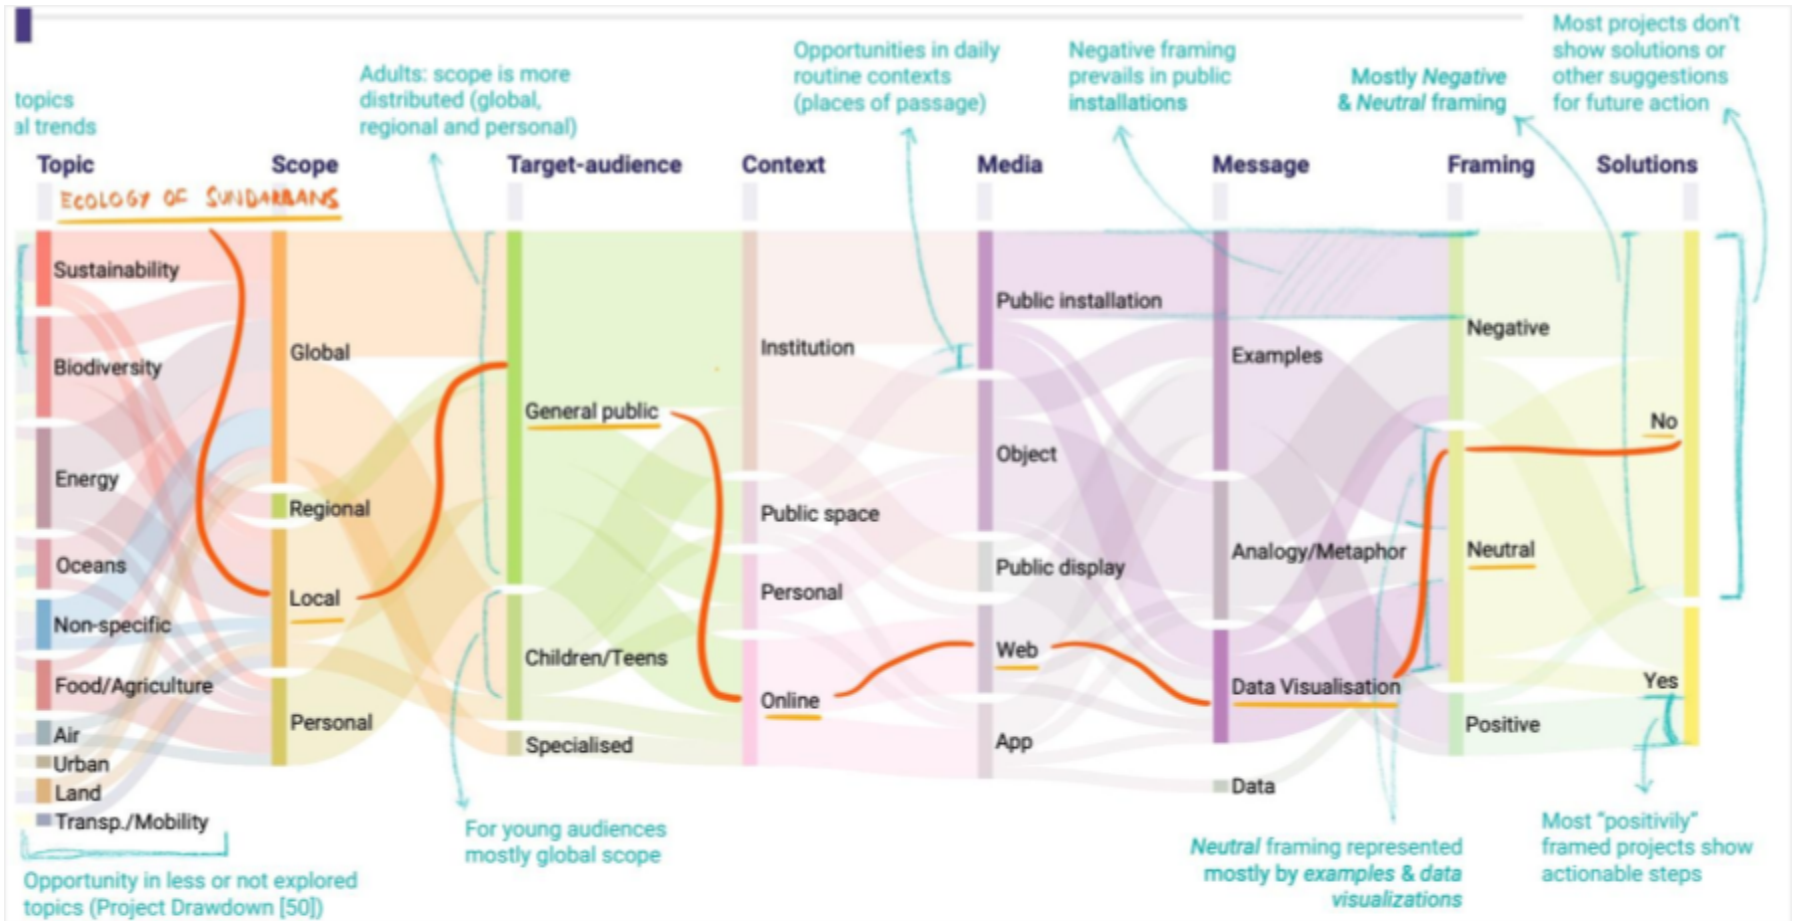 Most projects don't
show solutions or
other suggestions
for future action
Opportunities in daily
routine contexts
(places of passage)
Negative framing
prevails in public
installations
Mostly Negative
& Neutral framing
Adults: scope is more
distributed (global,
regional and personal)
topics
al trends
Topic
Scope
Target-audience
Context
Media
Message
Framing
Solutions
ECOLOGY OF SUNDARBANS
Sustainability
Biodiversity
Energy
Oceans
Non-specific
Food/Agriculture
Air
Urban
Land
Transp./Mobility
Global
Regional
Local
Personal
General public
Children/Teens
Specialised
Institution
Public space
Personal
Online
Public installation
Object
Public display
Web
App
Examples
Analogy/Metaphor
Data Visualisation
Data
Negative
Neutral
Positive
No
Yes
Opportunity in less or not explored
topics (Project Drawdown [50])
For young audiences
mostly global scope
Neutral framing represented
mostly by examples & data
visualizations
Most "positivily"
framed projects show
actionable steps